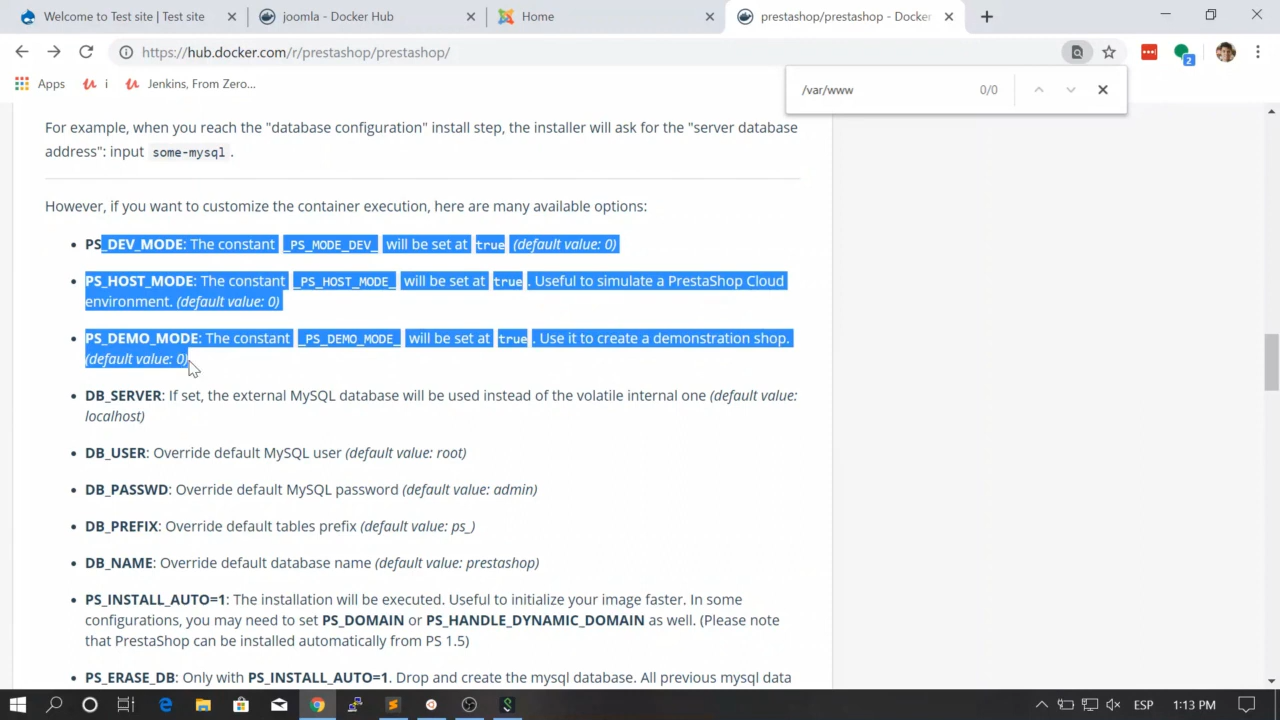 Welcome to Test site | Test site
joomla - Docker Hub
Home
prestashop/prestashop - Docker
https://hub.docker.com/r/prestashop/prestashop/
2
Apps
i
Jenkins, From Zero...
/var/www
0/0
For example, when you reach the "database configuration" install step, the installer will ask for the "server database
address": input some-mysql .
However, if you want to customize the container execution, here are many available options:
• PS_DEV_MODE: The constant _PS_MODE_DEV_ will be set at true (default value: 0)
• PS_HOST_MODE: The constant _PS_HOST_MODE_ will be set at true. Useful to simulate a PrestaShop Cloud
environment. (default value: 0)
• PS_DEMO_MODE: The constant _PS_DEMO_MODE_ will be set at true. Use it to create a demonstration shop.
(default value: 0)
• DB_SERVER: If set, the external MySQL database will be used instead of the volatile internal one (default value:
localhost)
• DB_USER: Override default MySQL user (default value: root)
• DB_PASSWD: Override default MySQL password (default value: admin)
• DB_PREFIX: Override default tables prefix (default value: ps_)
• DB_NAME: Override default database name (default value: prestashop)
• PS_INSTALL_AUTO=1: The installation will be executed. Useful to initialize your image faster. In some
configurations, you may need to set PS_DOMAIN or PS_HANDLE_DYNAMIC_DOMAIN as well. (Please note
that PrestaShop can be installed automatically from PS 1.5)
• PS_ERASE_DB: Only with PS_INSTALL_AUTO=1. Drop and create the mysql database. All previous mysql data
ESP
1:13 PM